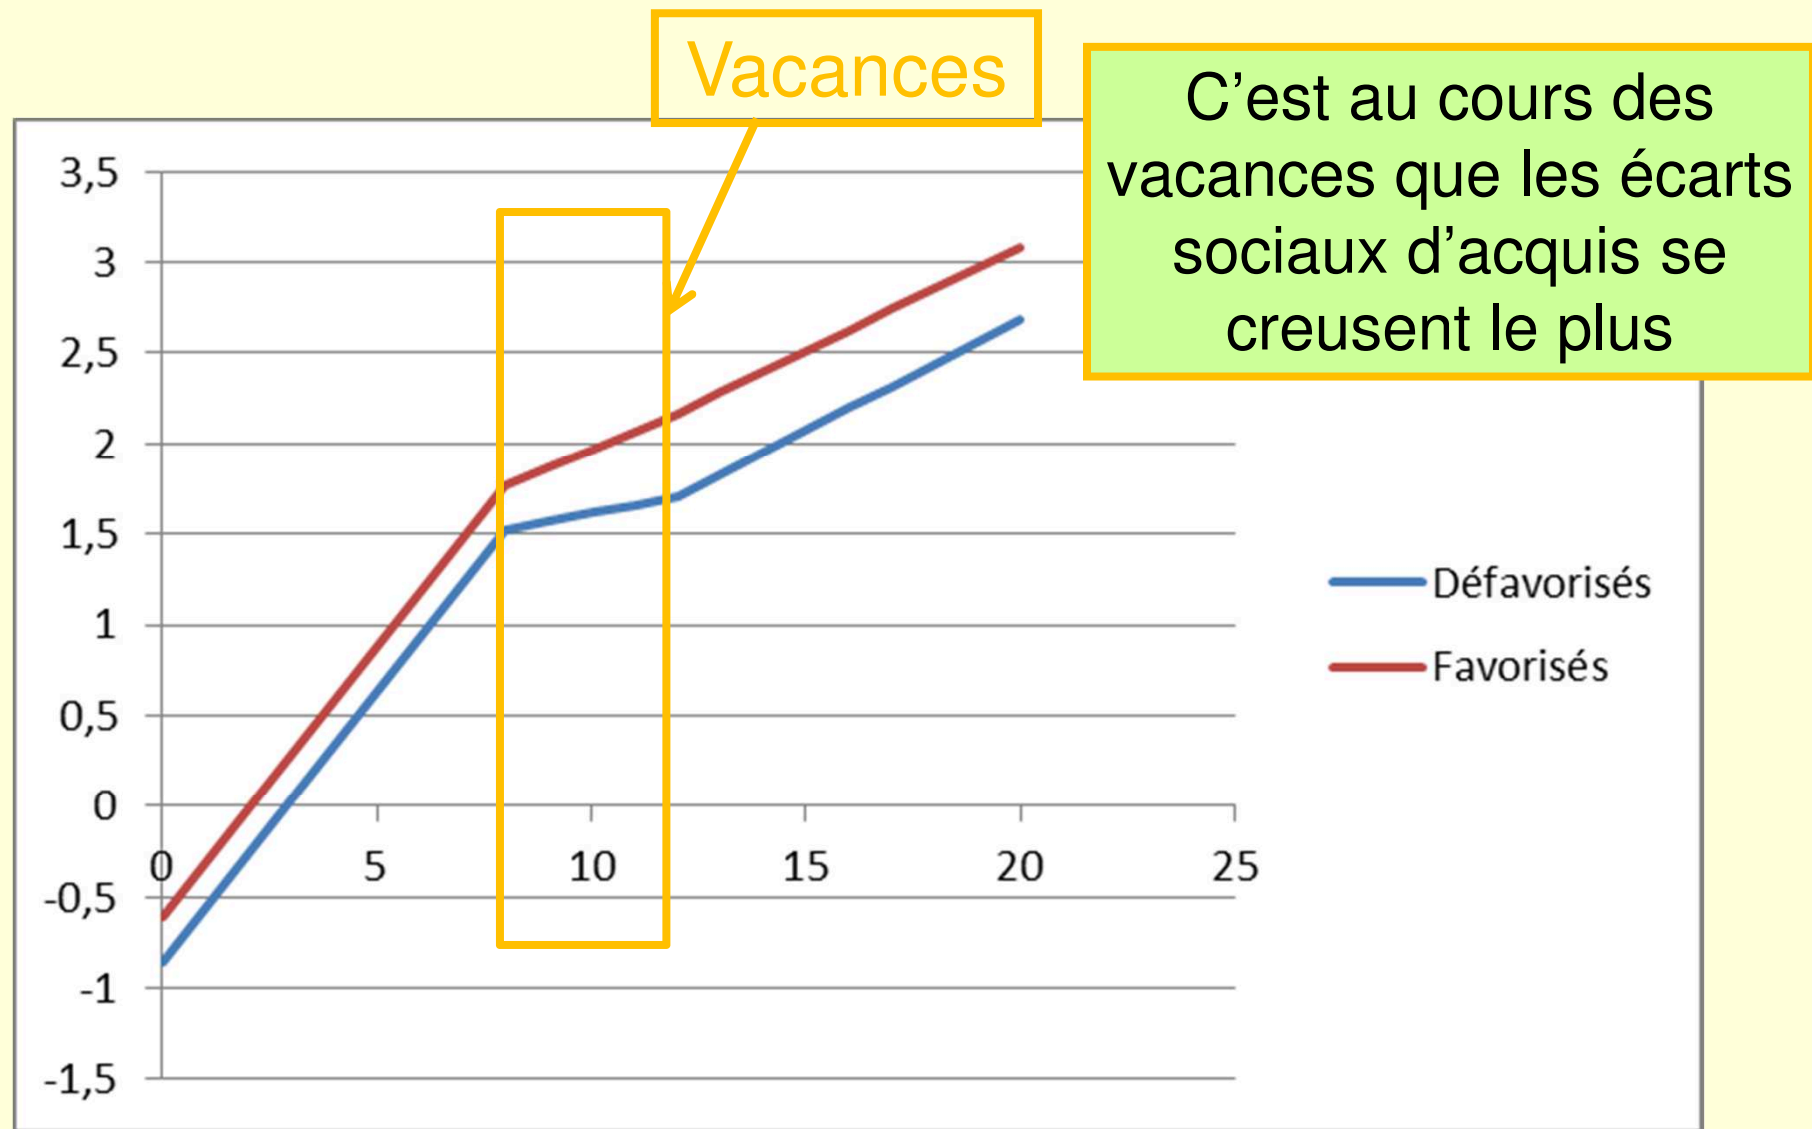 Vacances
C’est au cours des
vacances que les écarts
sociaux d’acquis se
creusent le plus
3,5
3
2,5
2
1,5
1
0,5
0
-0,5
-1
-1,5
0 5 10 15 20 25
Défavorisés
Favorisés